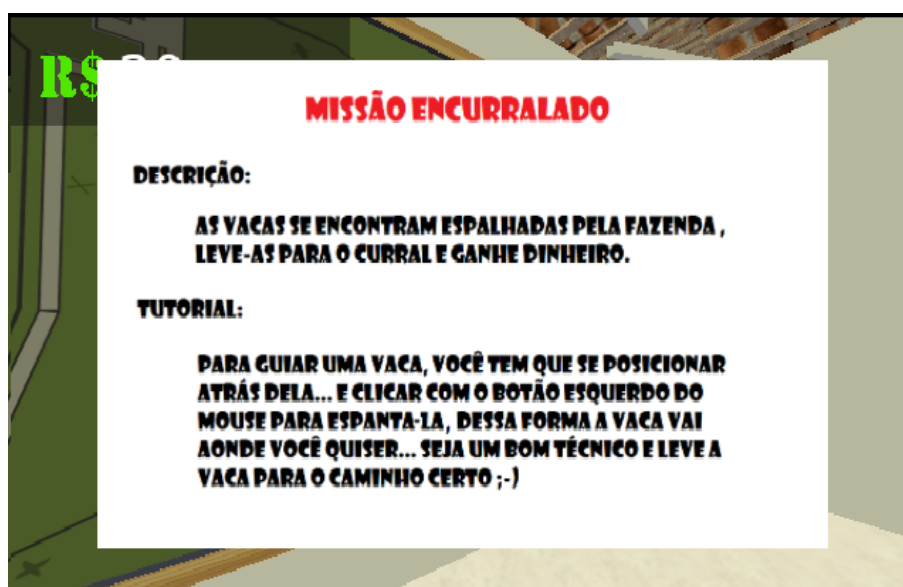 R$
MISSÃO ENCURRALADO
DESCRIÇÃO:
AS VACAS SE ENCONTRAM ESPALHADAS PELA FAZENDA ,
LEVE-AS PARA O CURRAL E GANHE DINHEIRO.
TUTORIAL:
PARA GUIAR UMA VACA, VOCÊ TEM QUE SE POSICIONAR
ATRÁS DELA... E CLICAR COM O BOTÃO ESQUERDO DO
MOUSE PARA ESPANTA-LA, DESSA FORMA A VACA VAI
AONDE VOCÊ QUISER... SEJA UM BOM TÉCNICO E LEVE A
VACA PARA O CAMINHO CERTO ;-)